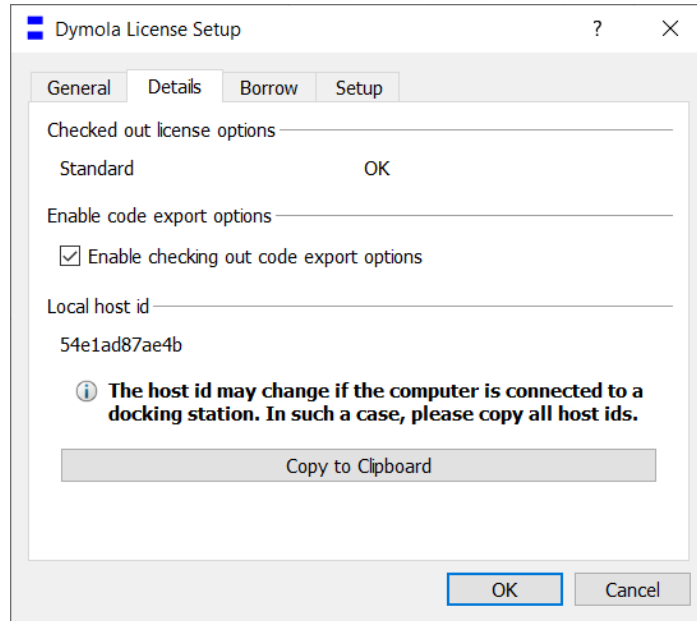 Dymola License Setup ?
General Details Borrow Setup
Checked out license options
Standard OK
Enable code export options
Enable checking out code export options
Local host id
54e1ad87ae4b
The host id may change if the computer is connected to a
docking station. In such a case, please copy all host ids.
Copy to Clipboard
OK Cancel